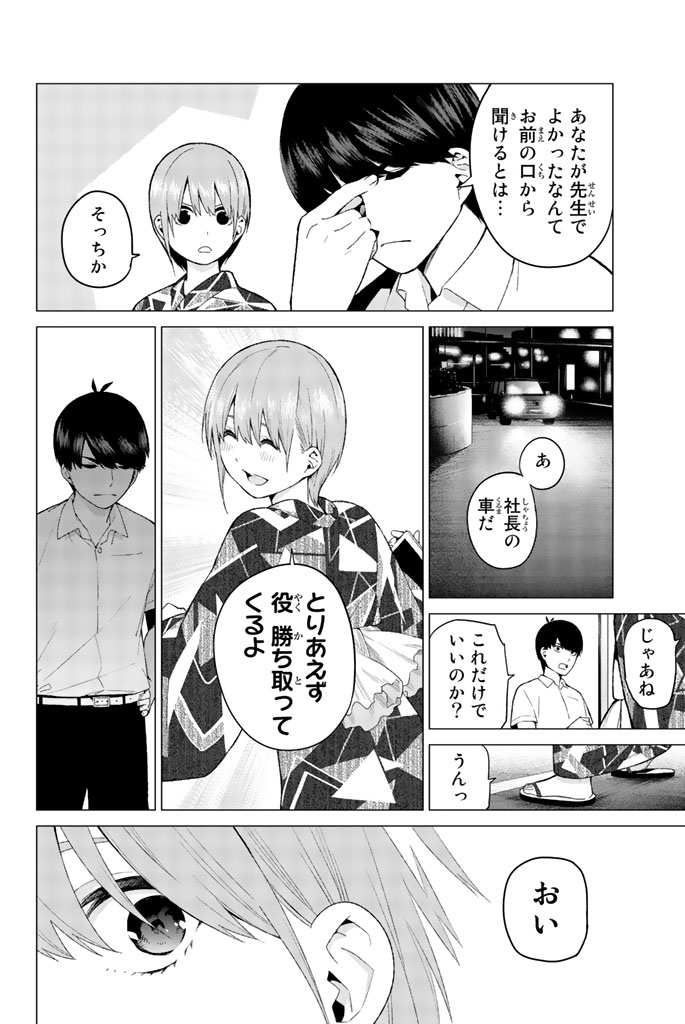 あなたが先生で
よかったなんて
お前の口から
聞けるとは…
そっちか
あ
社長の
車だ
じゃあね
これだけで
いいのか？
うんっ
とりあえず
役 勝ち取って
くるよ
おい